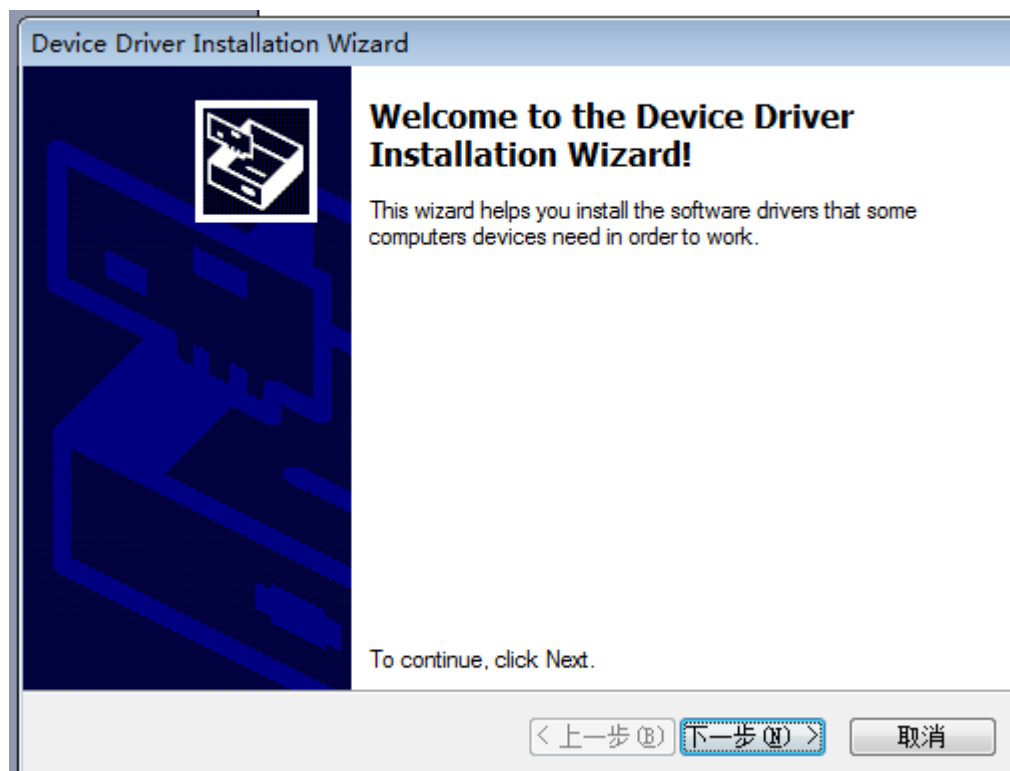 Device Driver Installation Wizard
Welcome to the Device Driver
Installation Wizard!
This wizard helps you install the software drivers that some
computers devices need in order to work.
To continue, click Next.
< 上一步(B) 下一步(N) > 取消